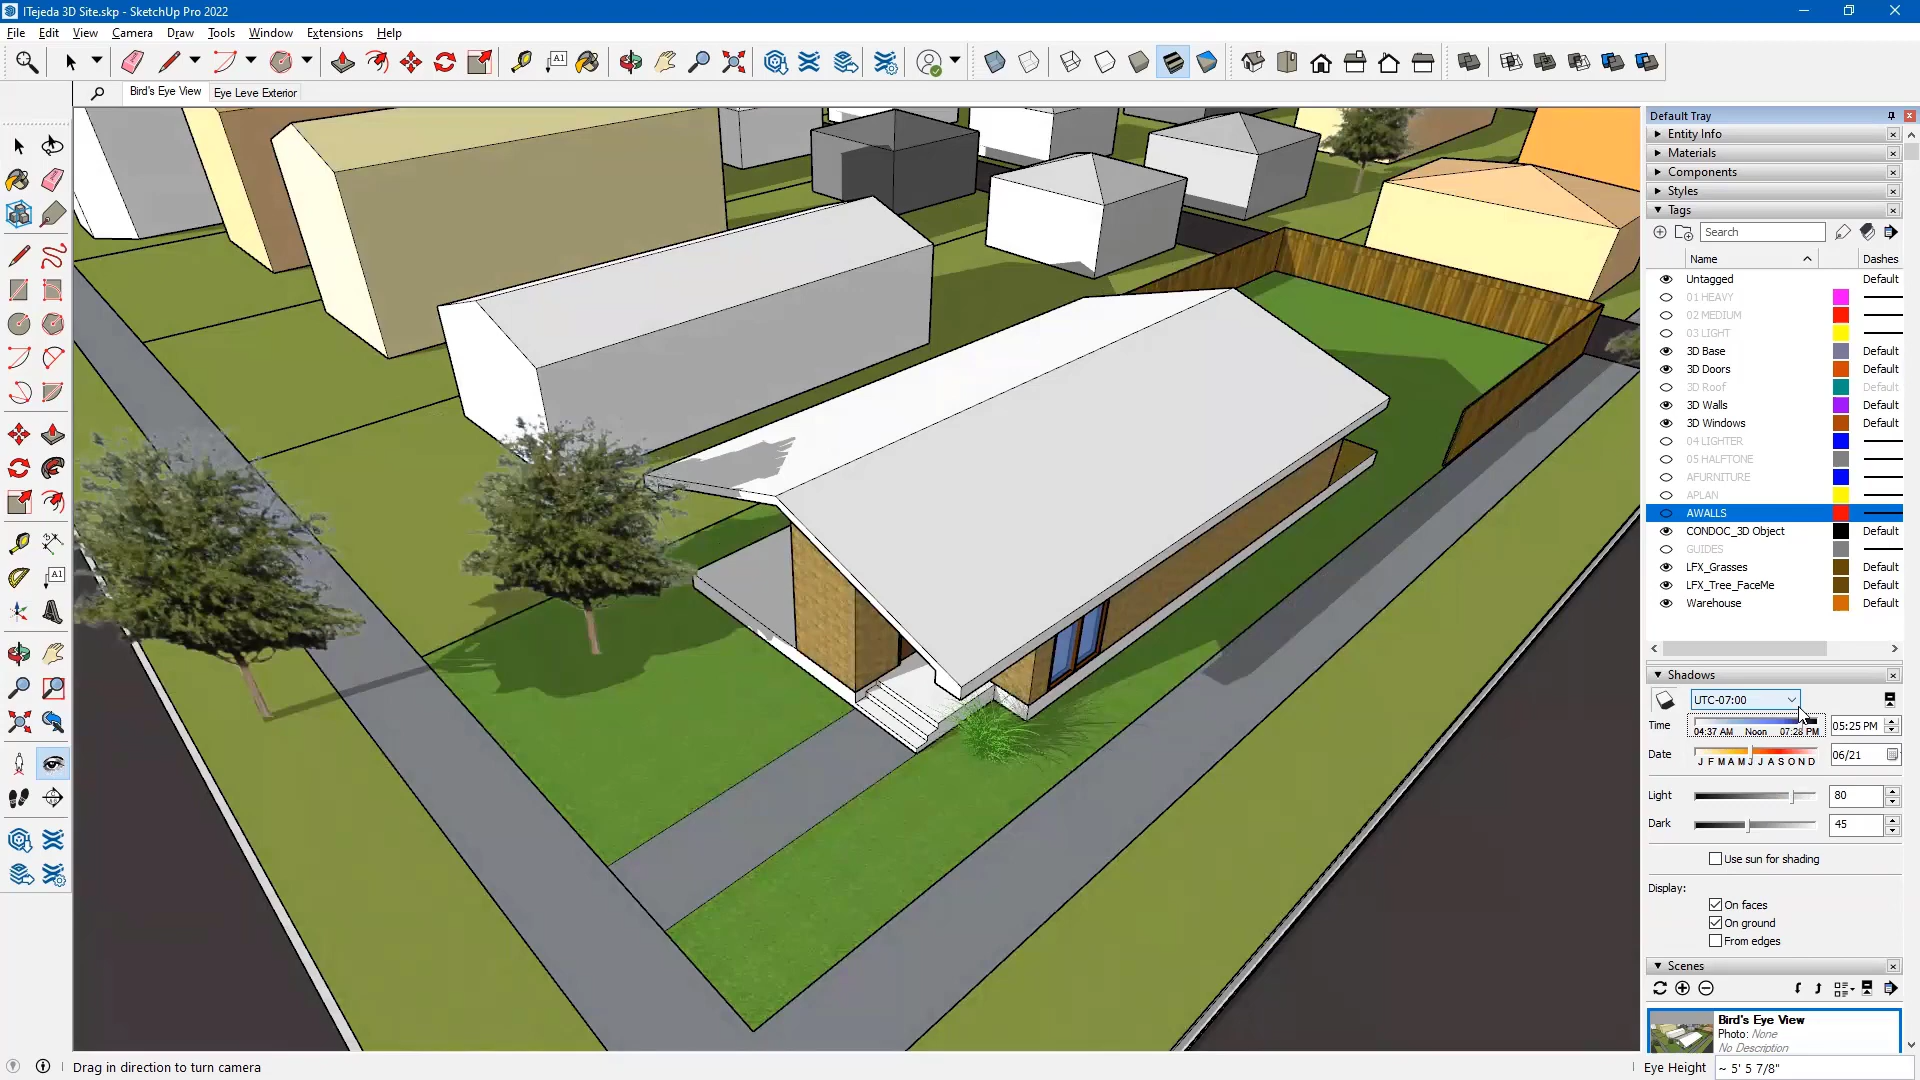 ITejeda 3D Site.skp - SketchUp Pro 2022
File Edit View Camera Draw Tools Window Extensions Help
A1
Bird's Eye View Eye Leve Exterior
Default Tray
Entity Info
Materials
Components
Styles
Tags
Search
Name Dashes
Untagged Default
01 HEAVY
02 MEDIUM
03 LIGHT
3D Base Default
3D Doors Default
3D Roof Default
3D Walls Default
3D Windows Default
04 LIGHTER
05 HALFTONE
AFURNITURE
APLAN
AWALLS
CONDOC_3D Object Default
GUIDES
LFX_Grasses Default
LFX_Tree_FaceMe Default
Warehouse Default
A1
Shadows
UTC-07:00
Time 04:37 AM Noon 07:28 PM 05:25 PM
Date J F M A M J J A S O N D 06/21
Light 80
Dark 45
Use sun for shading
Display:
On faces
On ground
From edges
Scenes
Bird's Eye View
Photo: None
No Description
Drag in direction to turn camera
Eye Height ~ 5' 5 7/8"